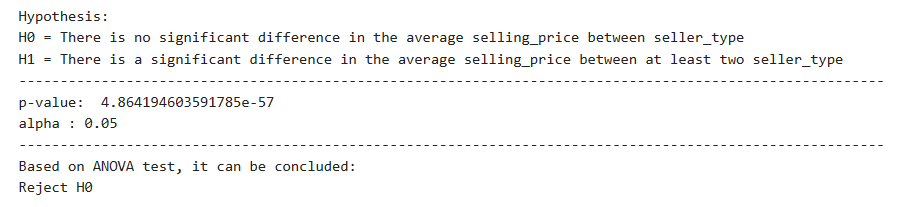 Hypothesis:
H0 = There is no significant difference in the average selling_price between seller_type
H1 = There is a significant difference in the average selling_price between at least two seller_type
--------------------------------------------------------------------------------------------------------
p-value:  4.864194603591785e-57
alpha : 0.05
--------------------------------------------------------------------------------------------------------
Based on ANOVA test, it can be concluded:
Reject H0